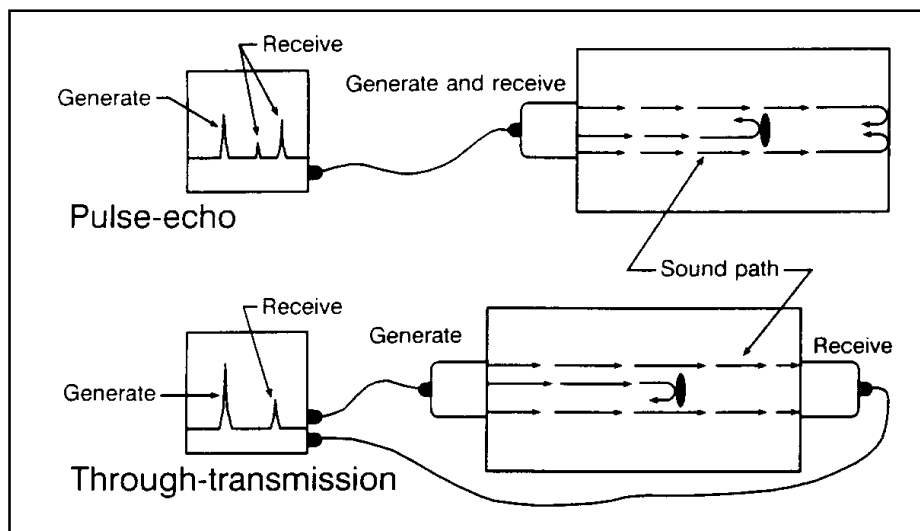 Receive
Generate
Generate and receive
Pulse-echo
Sound path
Receive
Generate
Receive
Generate
Through-transmission